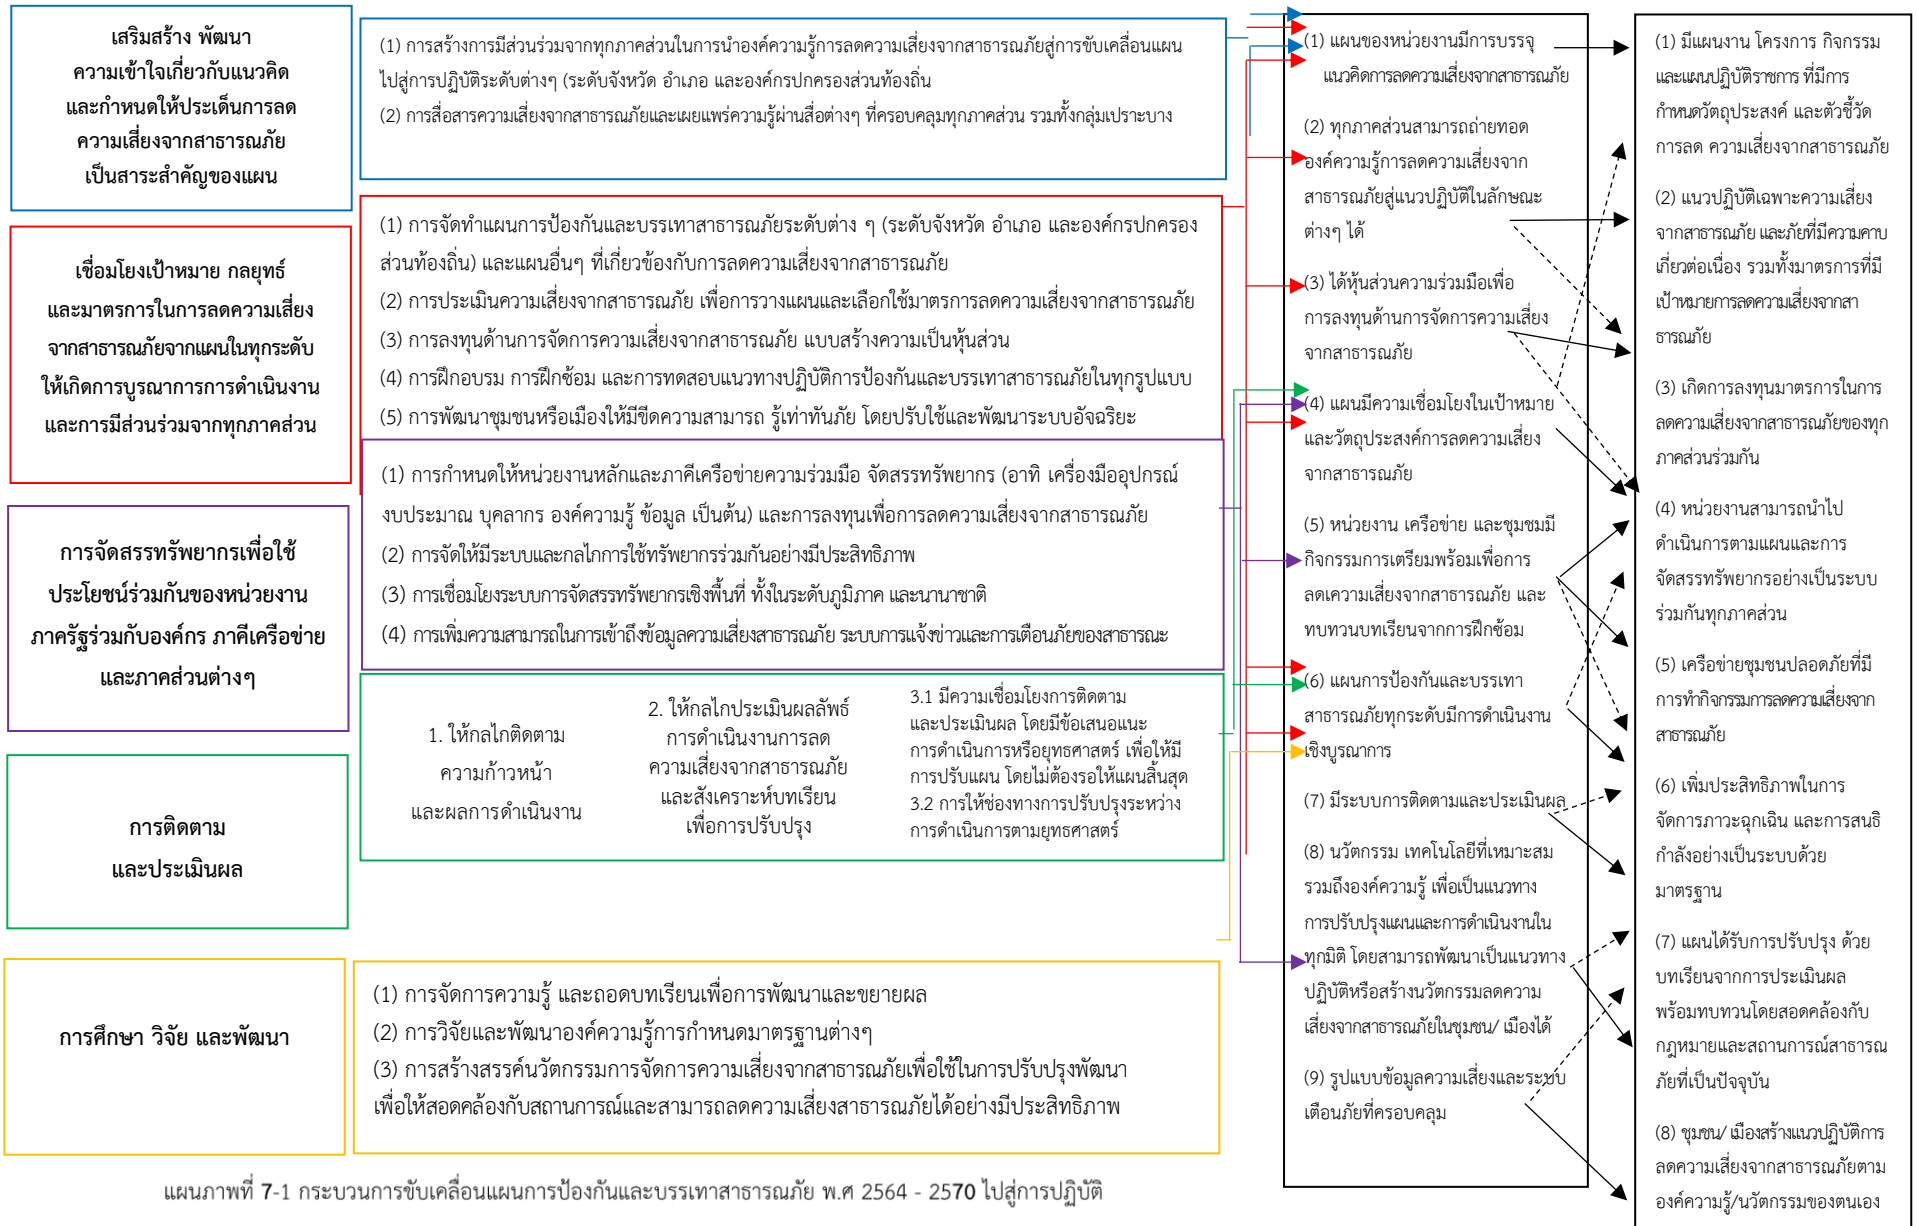 เสริมสร้าง พัฒนา
ความเข้าใจเกี่ยวกับแนวคิด
และกำหนดให้ประเด็นการลด
ความเสี่ยงจากสาธารณภัย
เป็นสาระสำคัญของแผน
(1) การสร้างการมีส่วนร่วมจากทุกภาคส่วนในการนำองค์ความรู้การลดความเสี่ยงจากสาธารณภัยสู่การขับเคลื่อนแผน
ไปสู่การปฏิบัติระดับต่างๆ (ระดับจังหวัด อำเภอ และองค์กรปกครองส่วนท้องถิ่น
(2) การสื่อสารความเสี่ยงจากสาธารณภัยและเผยแพร่ความรู้ผ่านสื่อต่างๆ ที่ครอบคลุมทุกภาคส่วน รวมทั้งกลุ่มเปราะบาง
เชื่อมโยงเป้าหมาย กลยุทธ์
และมาตรการในการลดความเสี่ยง
จากสาธารณภัยจากแผนในทุกระดับ
ให้เกิดการบูรณาการการดำเนินงาน
และการมีส่วนร่วมจากทุกภาคส่วน
(1) การจัดทำแผนการป้องกันและบรรเทาสาธารณภัยระดับต่าง ๆ (ระดับจังหวัด อำเภอ และองค์กรปกครอง
ส่วนท้องถิ่น) และแผนอื่นๆ ที่เกี่ยวข้องกับการลดความเสี่ยงจากสาธารณภัย
(2) การประเมินความเสี่ยงจากสาธารณภัย เพื่อการวางแผนและเลือกใช้มาตรการลดความเสี่ยงจากสาธารณภัย
(3) การลงทุนด้านการจัดการความเสี่ยงจากสาธารณภัย แบบสร้างความเป็นหุ้นส่วน
(4) การฝึกอบรม การฝึกซ้อม และการทดสอบแนวทางปฏิบัติการป้องกันและบรรเทาสาธารณภัยในทุกรูปแบบ
(5) การพัฒนาชุมชนหรือเมืองให้มีขีดความสามารถ รู้เท่าทันภัย โดยปรับใช้และพัฒนาระบบอัจฉริยะ
การจัดสรรทรัพยากรเพื่อใช้
ประโยชน์ร่วมกันของหน่วยงาน
ภาครัฐร่วมกับองค์กร ภาคีเครือข่าย
และภาคส่วนต่างๆ
(1) การกำหนดให้หน่วยงานหลักและภาคีเครือข่ายความร่วมมือ จัดสรรทรัพยากร (อาทิ เครื่องมืออุปกรณ์
งบประมาณ บุคลากร องค์ความรู้ ข้อมูล เป็นต้น) และการลงทุนเพื่อการลดความเสี่ยงจากสาธารณภัย
(2) การจัดให้มีระบบและกลไกการใช้ทรัพยากรร่วมกันอย่างมีประสิทธิภาพ
(3) การเชื่อมโยงระบบการจัดสรรทรัพยากรเชิงพื้นที่ ทั้งในระดับภูมิภาค และนานาชาติ
(4) การเพิ่มความสามารถในการเข้าถึงข้อมูลความเสี่ยงสาธารณภัย ระบบการแจ้งข่าวและการเตือนภัยของสาธารณะ
การติดตาม
และประเมินผล
1. ให้กลไกติดตาม
ความก้าวหน้า
และผลการดำเนินงาน
2. ให้กลไกประเมินผลลัพธ์
การดำเนินงานการลด
ความเสี่ยงจากสาธารณภัย
และสังเคราะห์บทเรียน
เพื่อการปรับปรุง
3.1 มีความเชื่อมโยงการติดตาม
และประเมินผล โดยมีข้อเสนอแนะ
การดำเนินการหรือยุทธศาสตร์ เพื่อให้มี
การปรับแผน โดยไม่ต้องรอให้แผนสิ้นสุด
3.2 การให้ช่องทางการปรับปรุงระหว่าง
การดำเนินการตามยุทธศาสตร์
การศึกษา วิจัย และพัฒนา
(1) การจัดการความรู้ และถอดบทเรียนเพื่อการพัฒนาและขยายผล
(2) การวิจัยและพัฒนาองค์ความรู้การกำหนดมาตรฐานต่างๆ
(3) การสร้างสรรค์นวัตกรรมการจัดการความเสี่ยงจากสาธารณภัยเพื่อใช้ในการปรับปรุงพัฒนา
เพื่อให้สอดคล้องกับสถานการณ์และสามารถลดความเสี่ยงสาธารณภัยได้อย่างมีประสิทธิภาพ
(1) แผนของหน่วยงานมีการบรรจุ
แนวคิดการลดความเสี่ยงจากสาธารณภัย
(2) ทุกภาคส่วนสามารถถ่ายทอด
องค์ความรู้การลดความเสี่ยงจาก
สาธารณภัยสู่แนวปฏิบัติในลักษณะ
ต่างๆ ได้
(3) ได้หุ้นส่วนความร่วมมือเพื่อ
การลงทุนด้านการจัดการความเสี่ยง
จากสาธารณภัย
(4) แผนมีความเชื่อมโยงในเป้าหมาย
และวัตถุประสงค์การลดความเสี่ยง
จากสาธารณภัย
(5) หน่วยงาน เครือข่าย และชุมชมมี
กิจกรรมการเตรียมพร้อมเพื่อการ
ลดเความเสี่ยงจากสาธารณภัย และ
ทบทวนบทเรียนจากการฝึกซ้อม
(6) แผนการป้องกันและบรรเทา
สาธารณภัยทุกระดับมีการดำเนินงาน
เชิงบูรณาการ
(7) มีระบบการติดตามและประเมินผล
(8) นวัตกรรม เทคโนโลยีที่เหมาะสม
รวมถึงองค์ความรู้ เพื่อเป็นแนวทาง
การปรับปรุงแผนและการดำเนินงานใน
ทุกมิติ โดยสามารถพัฒนาเป็นแนวทาง
ปฏิบัติหรือสร้างนวัตกรรมลดความ
เสี่ยงจากสาธารณภัยในชุมชน/ เมืองได้
(9) รูปแบบข้อมูลความเสี่ยงและระบบ
เตือนภัยที่ครอบคลุม
(1) มีแผนงาน โครงการ กิจกรรม
และแผนปฏิบัติราชการ ที่มีการ
กำหนดวัตถุประสงค์ และตัวชี้วัด
การลด ความเสี่ยงจากสาธารณภัย
(2) แนวปฏิบัติเฉพาะความเสี่ยง
จากสาธารณภัย และภัยที่มีความคาบ
เกี่ยวต่อเนื่อง รวมทั้งมาตรการที่มี
เป้าหมายการลดความเสี่ยงจากสา
ธารณภัย
(3) เกิดการลงทุนมาตรการในการ
ลดความเสี่ยงจากสาธารณภัยของทุก
ภาคส่วนร่วมกัน
(4) หน่วยงานสามารถนำไป
ดำเนินการตามแผนและการ
จัดสรรทรัพยากรอย่างเป็นระบบ
ร่วมกันทุกภาคส่วน
(5) เครือข่ายชุมชนปลอดภัยที่มี
การทำกิจกรรมการลดความเสี่ยงจาก
สาธารณภัย
(6) เพิ่มประสิทธิภาพในการ
จัดการภาวะฉุกเฉิน และการสนธิ
กำลังอย่างเป็นระบบด้วย
มาตรฐาน
(7) แผนได้รับการปรับปรุง ด้วย
บทเรียนจากการประเมินผล
พร้อมทบทวนโดยสอดคล้องกับ
กฎหมายและสถานการณ์สาธารณ
ภัยที่เป็นปัจจุบัน
(8) ชุมชน/ เมืองสร้างแนวปฏิบัติการ
ลดความเสี่ยงจากสาธารณภัยตาม
องค์ความรู้/นวัตกรรมของตนเอง
แผนภาพที่ 7-1 กระบวนการขับเคลื่อนแผนการป้องกันและบรรเทาสาธารณภัย พ.ศ 2564 - 2570 ไปสู่การปฏิบัติ